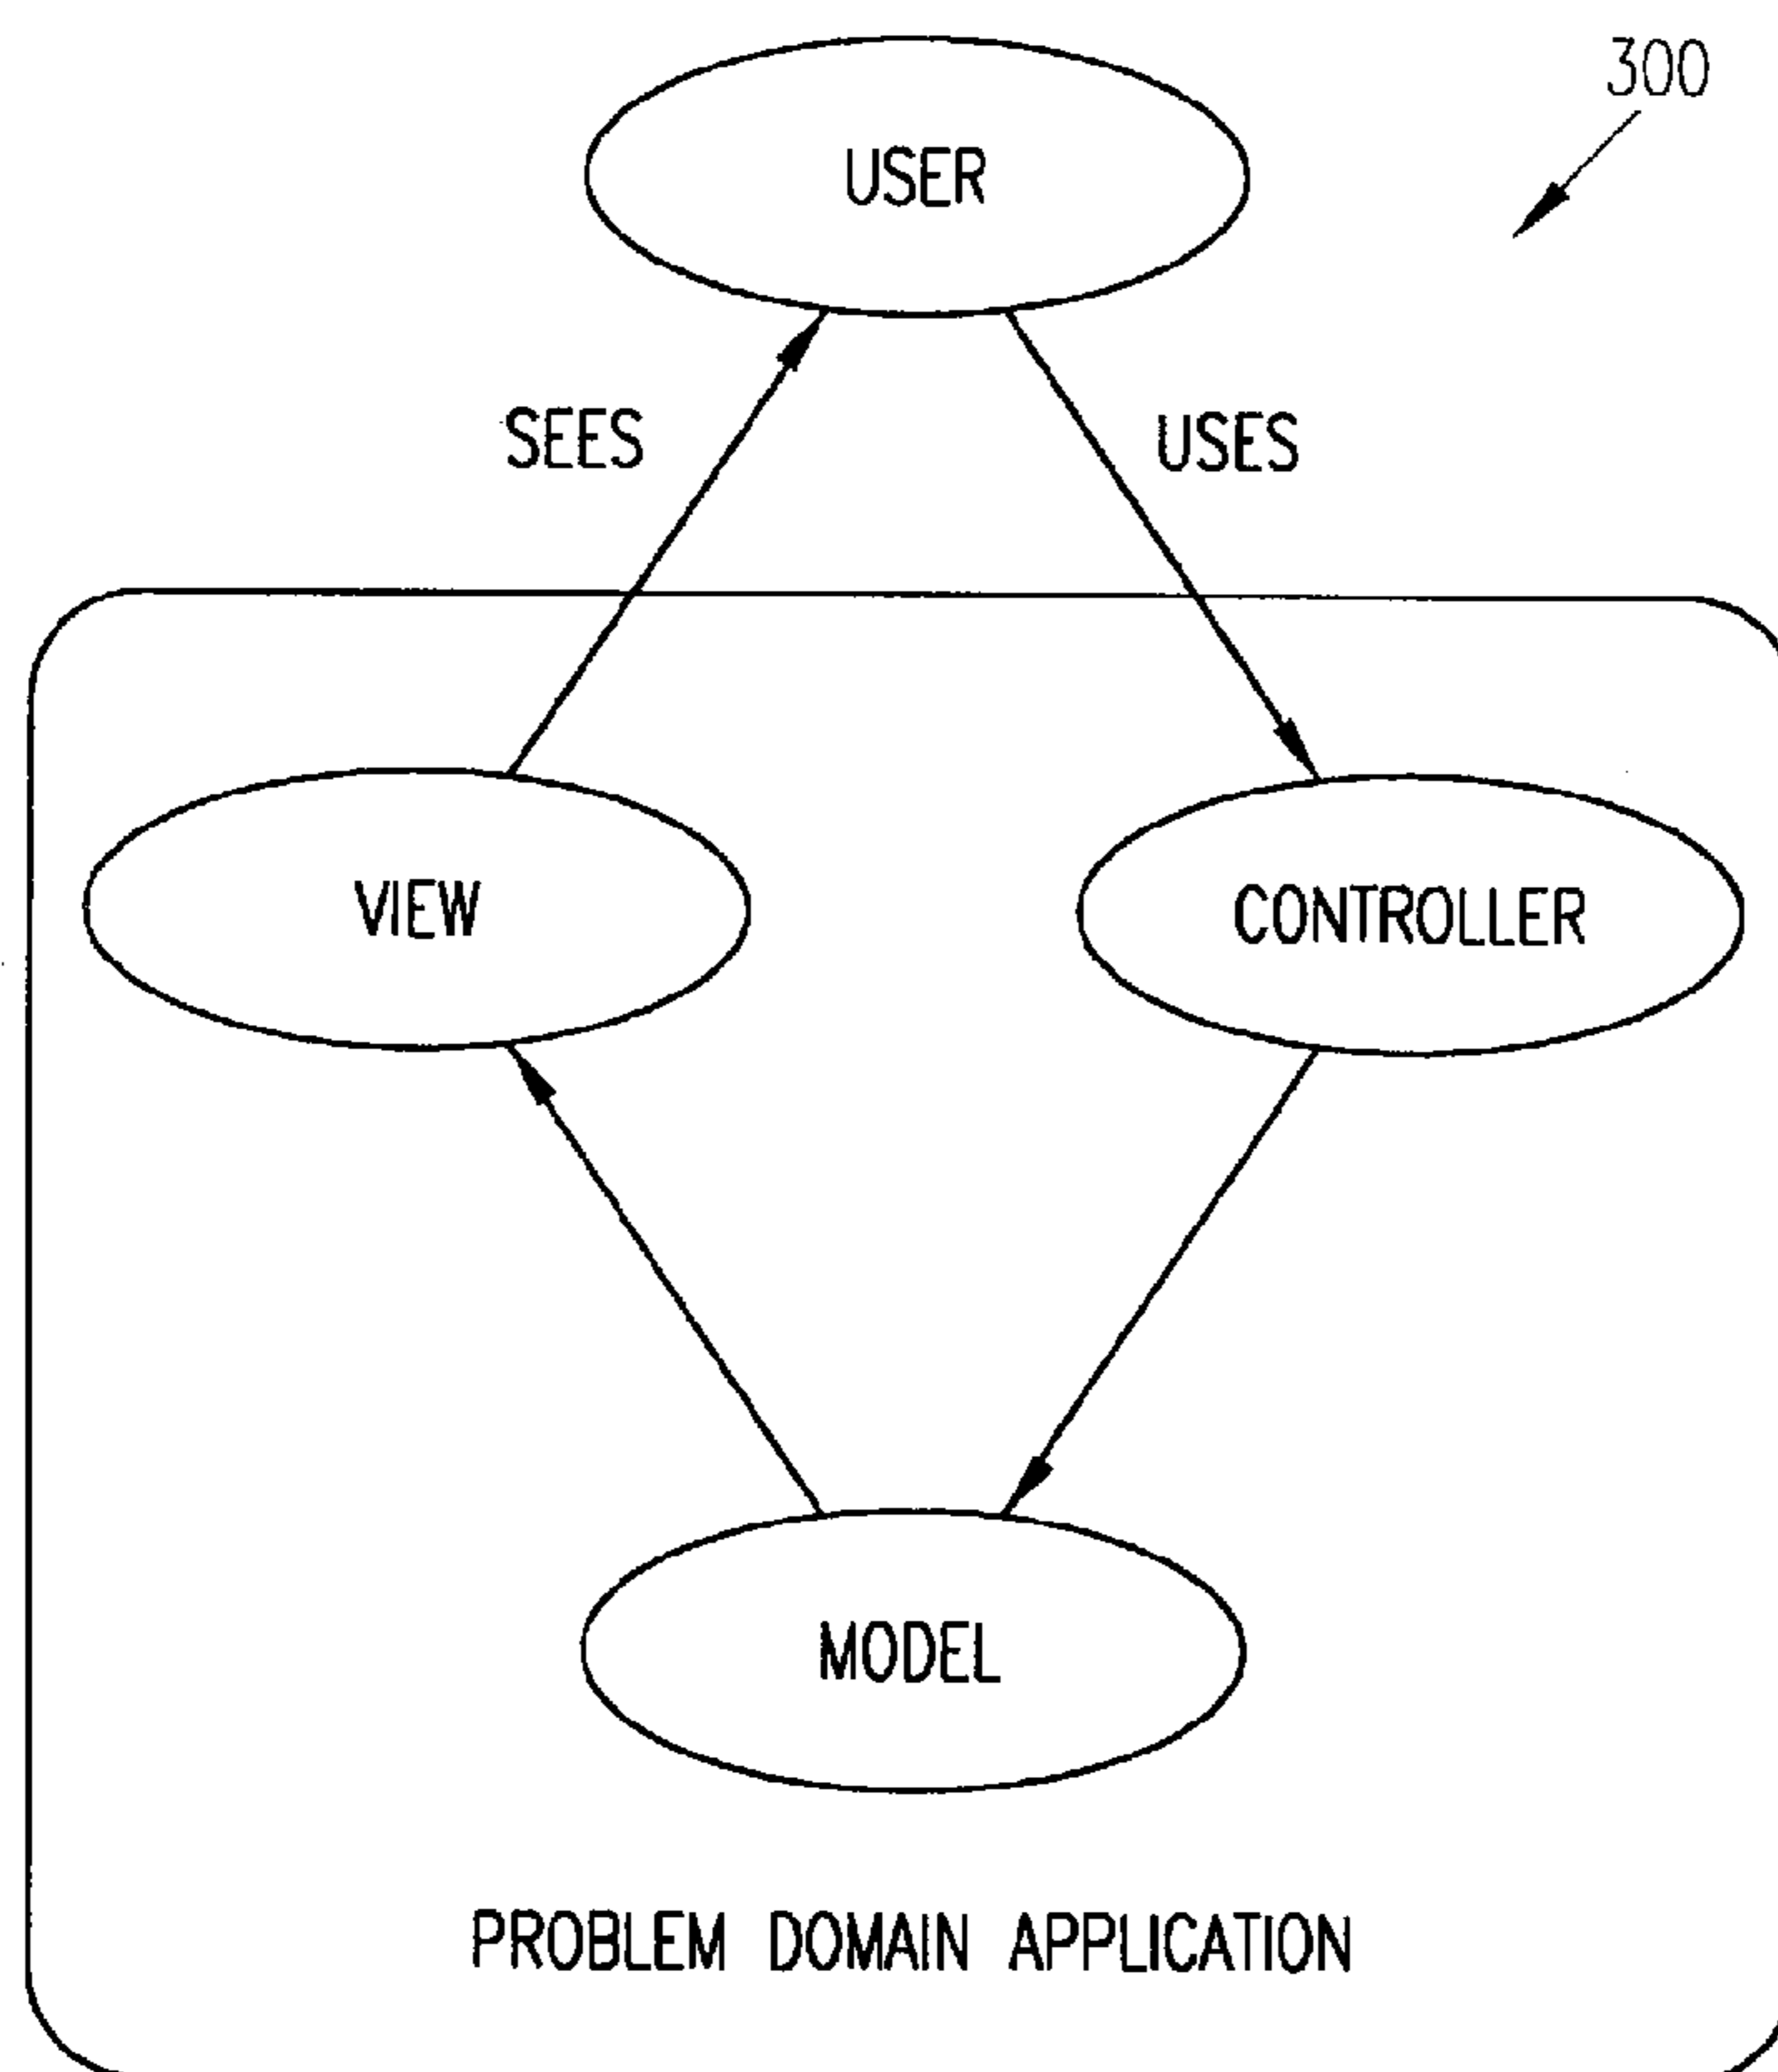 300
USER
SEES
USES
VIEW
CONTROLLER
MODEL
PROBLEM DOMAIN APPLICATION